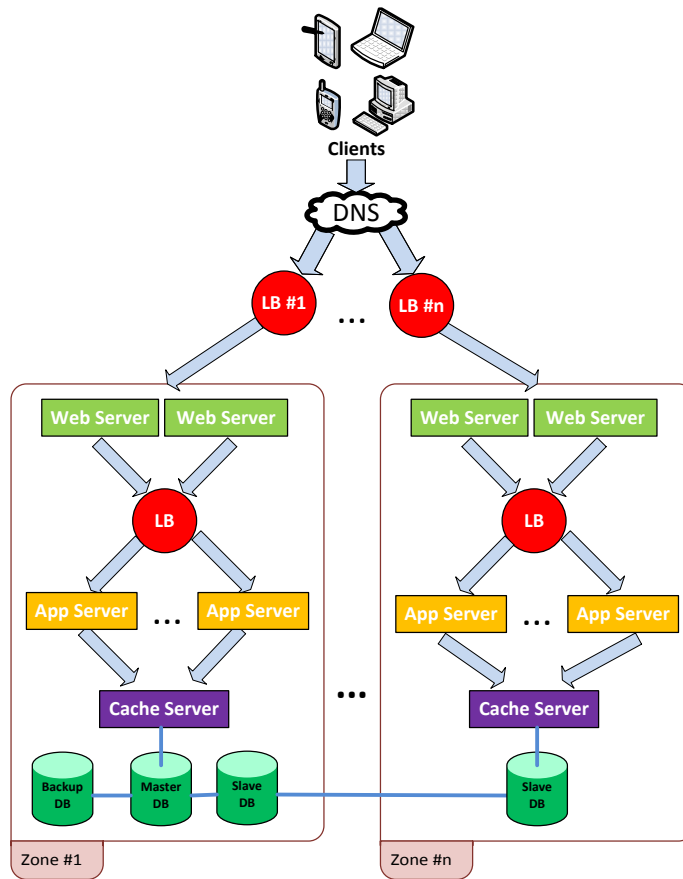 Clients
DNS
LB #1
...
LB #n
Web Server
Web Server
Web Server
Web Server
LB
LB
App Server
...
App Server
App Server
...
App Server
...
Cache Server
Cache Server
Backup
DB
Master
DB
Slave
DB
Slave
DB
Zone #1
Zone #n